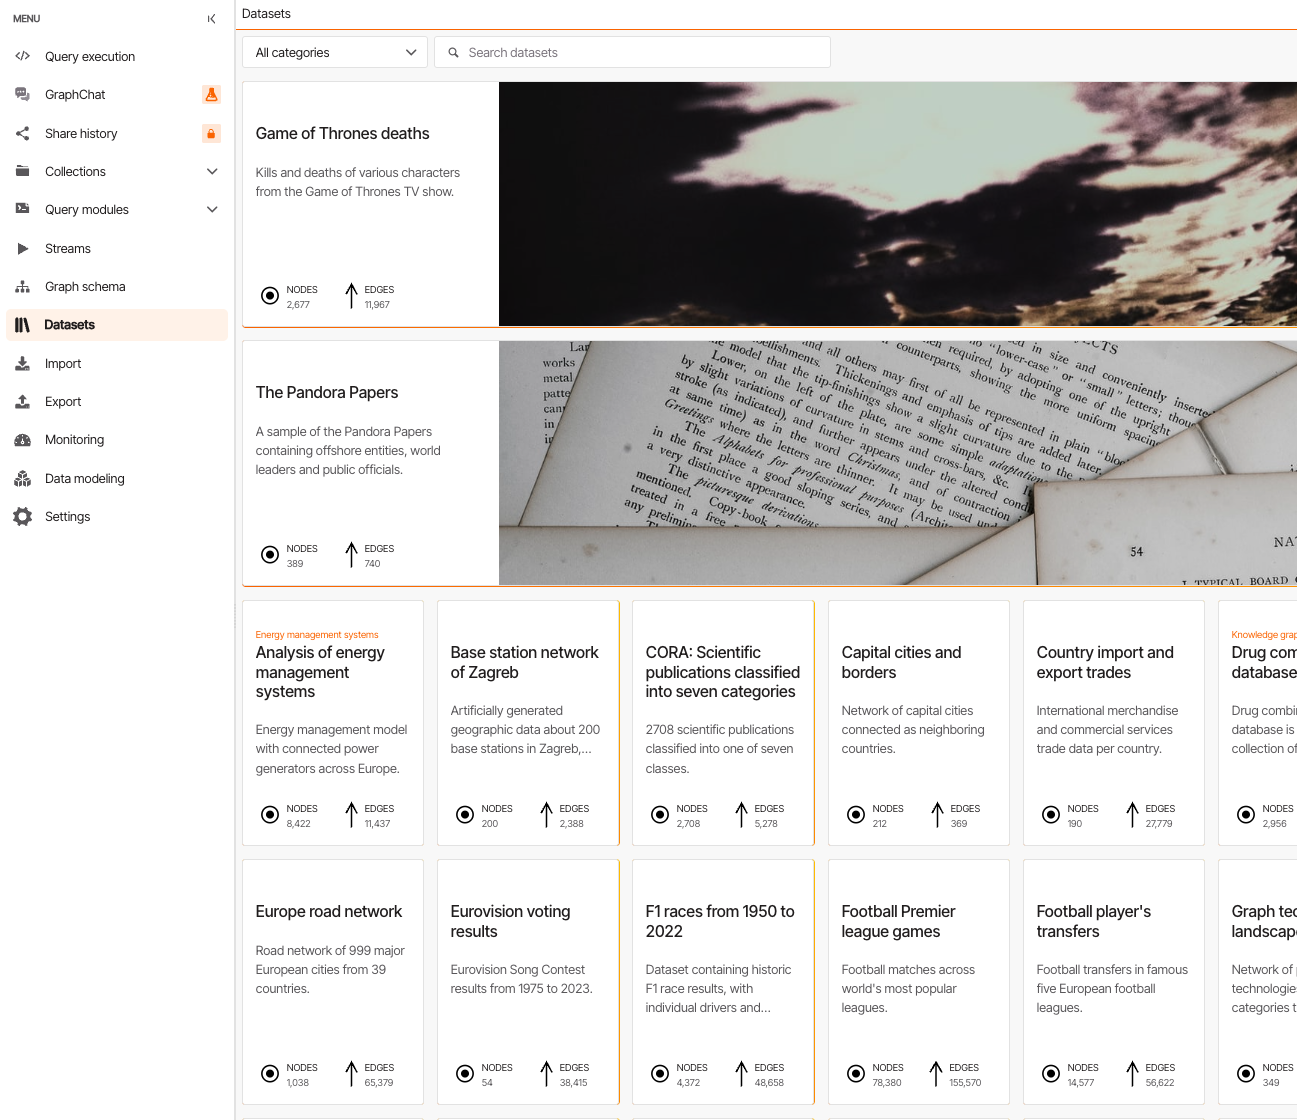 MENU
Query execution
GraphChat
Share history
Collections
Query modules
Streams
Graph schema
Datasets
Import
Export
Monitoring
Data modeling
Settings
Datasets
All categories
Search datasets
Game of Thrones deaths
Kills and deaths of various characters
from the Game of Thrones TV show.
NODES
2,677
EDGES
11,967
The Pandora Papers
A sample of the Pandora Papers
containing offshore entities, world
leaders and public officials.
NODES
389
EDGES
740
works
metal
54
Energy management systems
Analysis of energy
management
systems
Energy management model
with connected power
generators across Europe.
NODES
8,422
EDGES
11,437
Base station network
of Zagreb
Artificially generated
geographic data about 200
base stations in Zagreb,...
NODES
200
EDGES
2,388
CORA: Scientific
publications classified
into seven categories
2708 scientific publications
classified into one of seven
classes.
NODES
2,708
EDGES
5,278
Capital cities and
borders
Network of capital cities
connected as neighboring
countries.
NODES
212
EDGES
369
Country import and
export trades
International merchandise
and commercial services
trade data per country.
NODES
190
EDGES
27,779
Knowledge grap
Drug com
database
Drug combi
database is
collection of
NODES
2,956
Europe road network
Road network of 999 major
European cities from 39
countries.
NODES
1,038
EDGES
65,379
Eurovision voting
results
Eurovision Song Contest
results from 1975 to 2023.
NODES
54
EDGES
38,415
F1 races from 1950 to
2022
Dataset containing historic
F1 race results, with
individual drivers and...
NODES
4,372
EDGES
48,658
Football Premier
league games
Football matches across
world's most popular
leagues.
NODES
78,380
EDGES
155,570
Football player's
transfers
Football transfers in famous
five European football
leagues.
NODES
14,577
EDGES
56,622
Graph tec
landscap
Network of
technologie
categories t
NODES
349